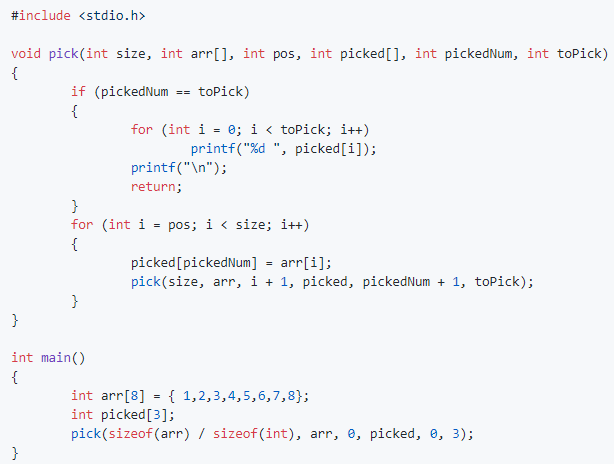 #include <stdio.h>

void pick(int size, int arr[], int pos, int picked[], int pickedNum, int toPick)
{
        if (pickedNum == toPick)
        {
                for (int i = 0; i < toPick; i++)
                        printf("%d ", picked[i]);
                printf("\n");
                return;
        }
        for (int i = pos; i < size; i++)
        {
                picked[pickedNum] = arr[i];
                pick(size, arr, i + 1, picked, pickedNum + 1, toPick);
        }
}

int main()
{
        int arr[8] = { 1,2,3,4,5,6,7,8};
        int picked[3];
        pick(sizeof(arr) / sizeof(int), arr, 0, picked, 0, 3);
}